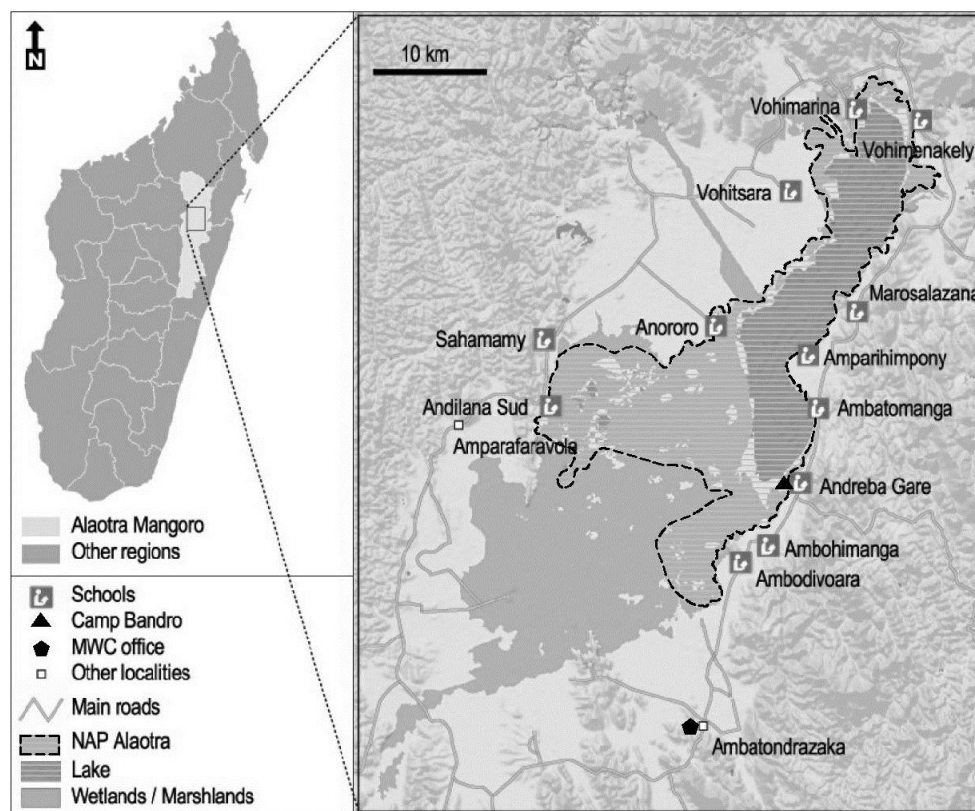 N
10 km
Vohimarina
Vohimenakely
Vohitsara
Marosalazana
Anororo
Sahamamy
Amparihimpony
Andilana Sud
Ambatomanga
Amparafaravola
Andreba Gare
Ambohimanga
Ambodivoara
Ambatondrazaka
Alaotra Mangoro
Other regions
Schools
Camp Bandro
MWC office
Other localities
Main roads
NAP Alaotra
Lake
Wetlands / Marshlands